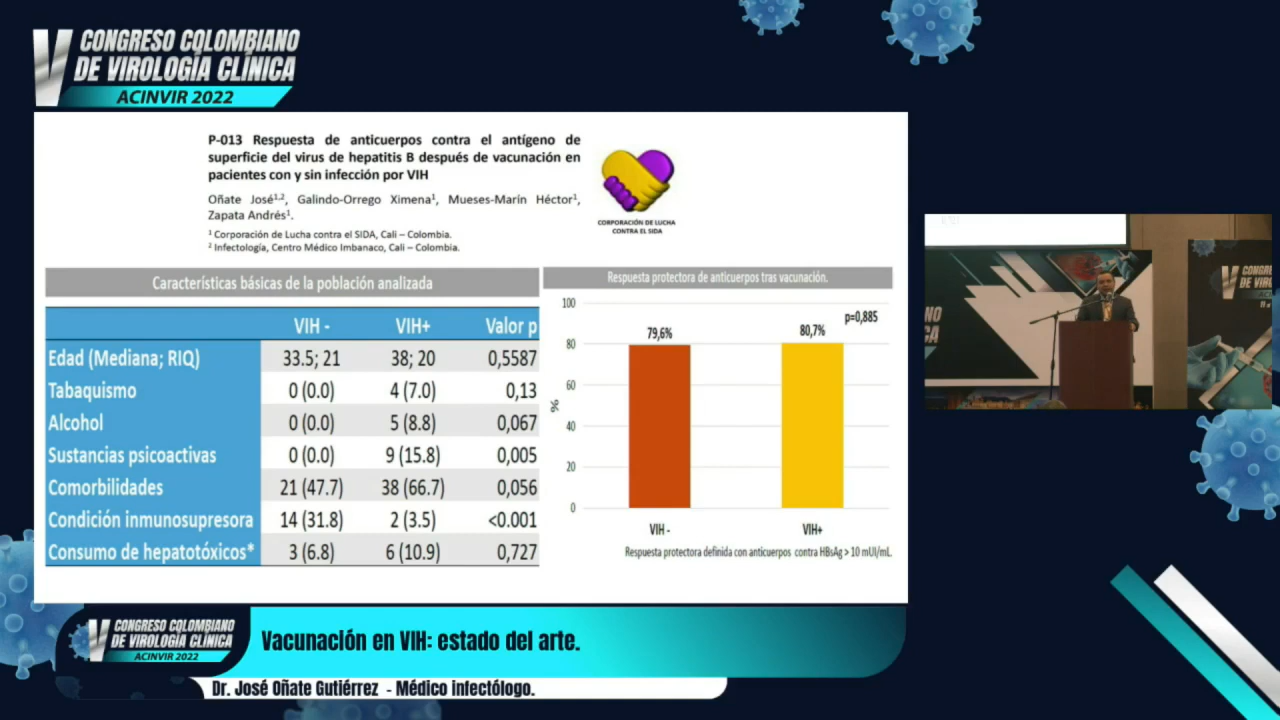 V CONGRESO COLOMBIANO
DE VIROLOGÍA CLÍNICA
ACINVIR 2022
P-013 Respuesta de anticuerpos contra el antígeno de
superficie del virus de hepatitis B después de vacunación en
pacientes con y sin infección por VIH
Oñate José1,2, Galindo-Orrego Ximena1, Mueses-Marín Héctor1,
Zapata Andrés1.
1 Corporación de Lucha contra el SIDA, Cali – Colombia.
2 Infectología, Centro Médico Imbanaco, Cali – Colombia.
CORPORACIÓN DE LUCHA
CONTRA EL SIDA
Características básicas de la población analizada
VIH - VIH+ Valor p
Edad (Mediana; RIQ) 33.5; 21 38; 20 0,5587
Tabaquismo 0 (0.0) 4 (7.0) 0,13
Alcohol 0 (0.0) 5 (8.8) 0,067
Sustancias psicoactivas 0 (0.0) 9 (15.8) 0,005
Comorbilidades 21 (47.7) 38 (66.7) 0,056
Condición inmunosupresora 14 (31.8) 2 (3.5) <0.001
Consumo de hepatotóxicos* 3 (6.8) 6 (10.9) 0,727
Respuesta protectora de anticuerpos tras vacunación.
100
80
60
40
20
0
%
79,6%
80,7%
p=0,885
VIH -
VIH+
Respuesta protectora definida con anticuerpos contra HBsAg > 10 mUI/mL.
V CONGRESO COLOMBIANO
DE VIROLOGÍA CLÍNICA
ACINVIR 2022
Vacunación en VIH: estado del arte.
Dr. José Oñate Gutiérrez - Médico infectólogo.